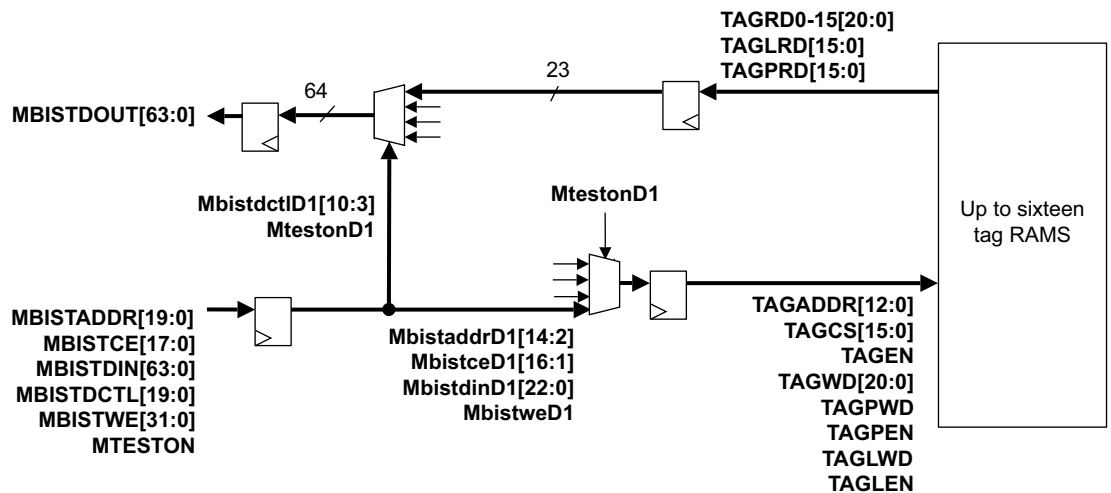 TAGRD0-15[20:0]
TAGLRD[15:0]
TAGPRD[15:0]
23
64
MBISTDOUT[63:0]
MbistdctlD1[10:3]
MtestonD1
MtestonD1
Up to sixteen
tag RAMS
MBISTADDR[19:0]
MBISTCE[17:0]
MBISTDIN[63:0]
MBISTDCTL[19:0]
MBISTWE[31:0]
MTESTON
MbistaddrD1[14:2]
MbistceD1[16:1]
MbistdinD1[22:0]
MbistweD1
TAGADDR[12:0]
TAGCS[15:0]
TAGEN
TAGWD[20:0]
TAGPWD
TAGPEN
TAGLWD
TAGLEN